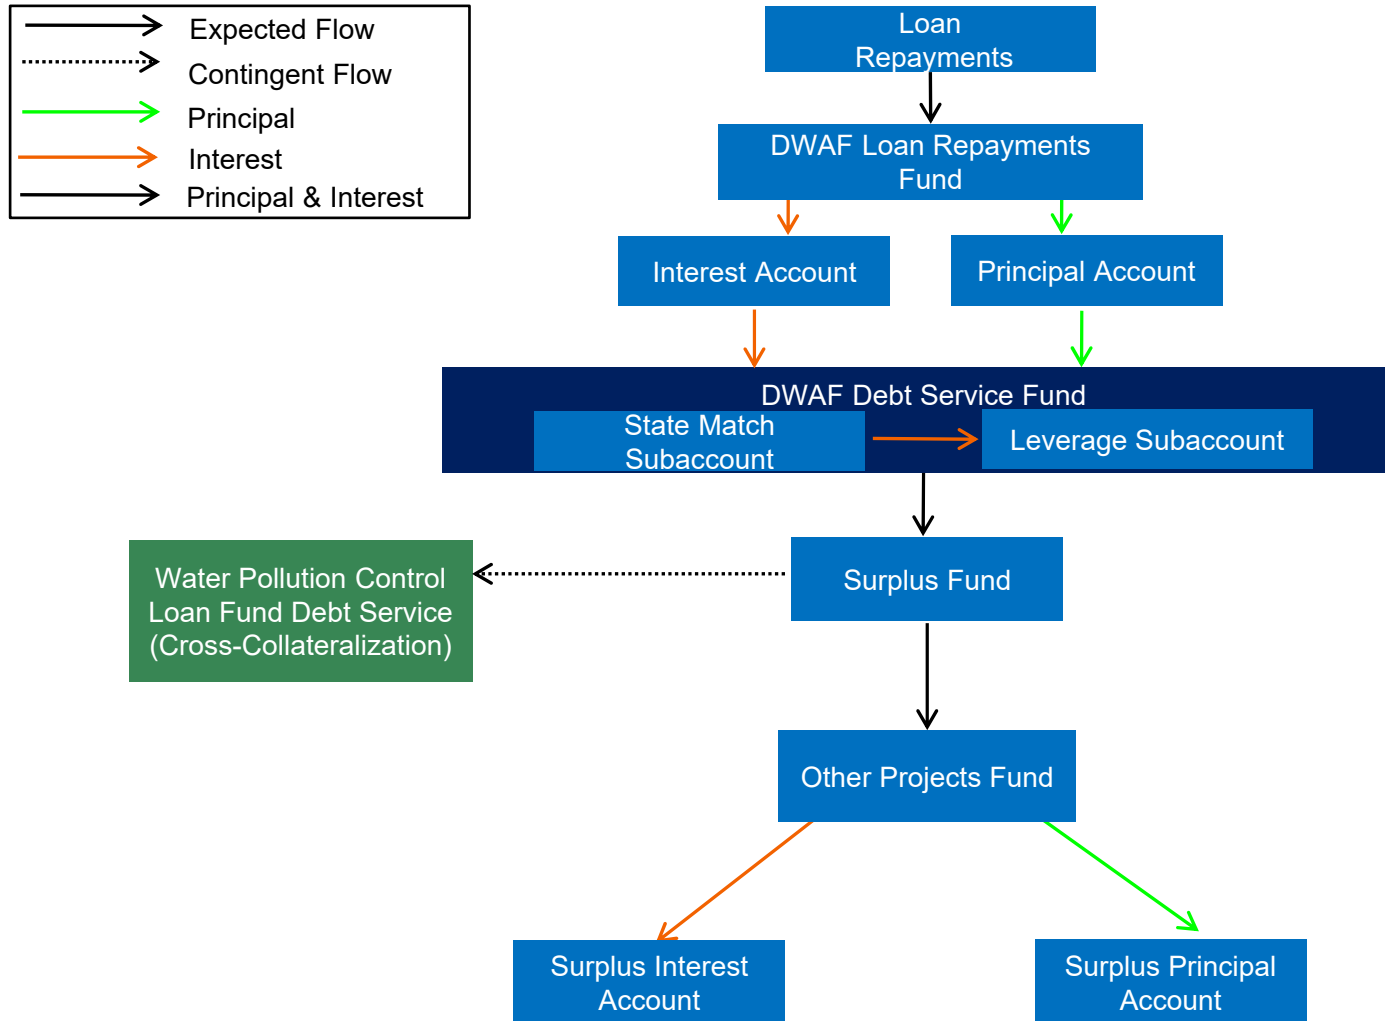 Expected Flow
Contingent Flow
Principal
Interest
Principal & Interest
Loan
Repayments
DWAF Loan Repayments
Fund
Interest Account
Principal Account
DWAF Debt Service Fund
State Match
Subaccount
Leverage Subaccount
Water Pollution Control
Loan Fund Debt Service
(Cross-Collateralization)
Surplus Fund
Other Projects Fund
Surplus Interest
Account
Surplus Principal
Account